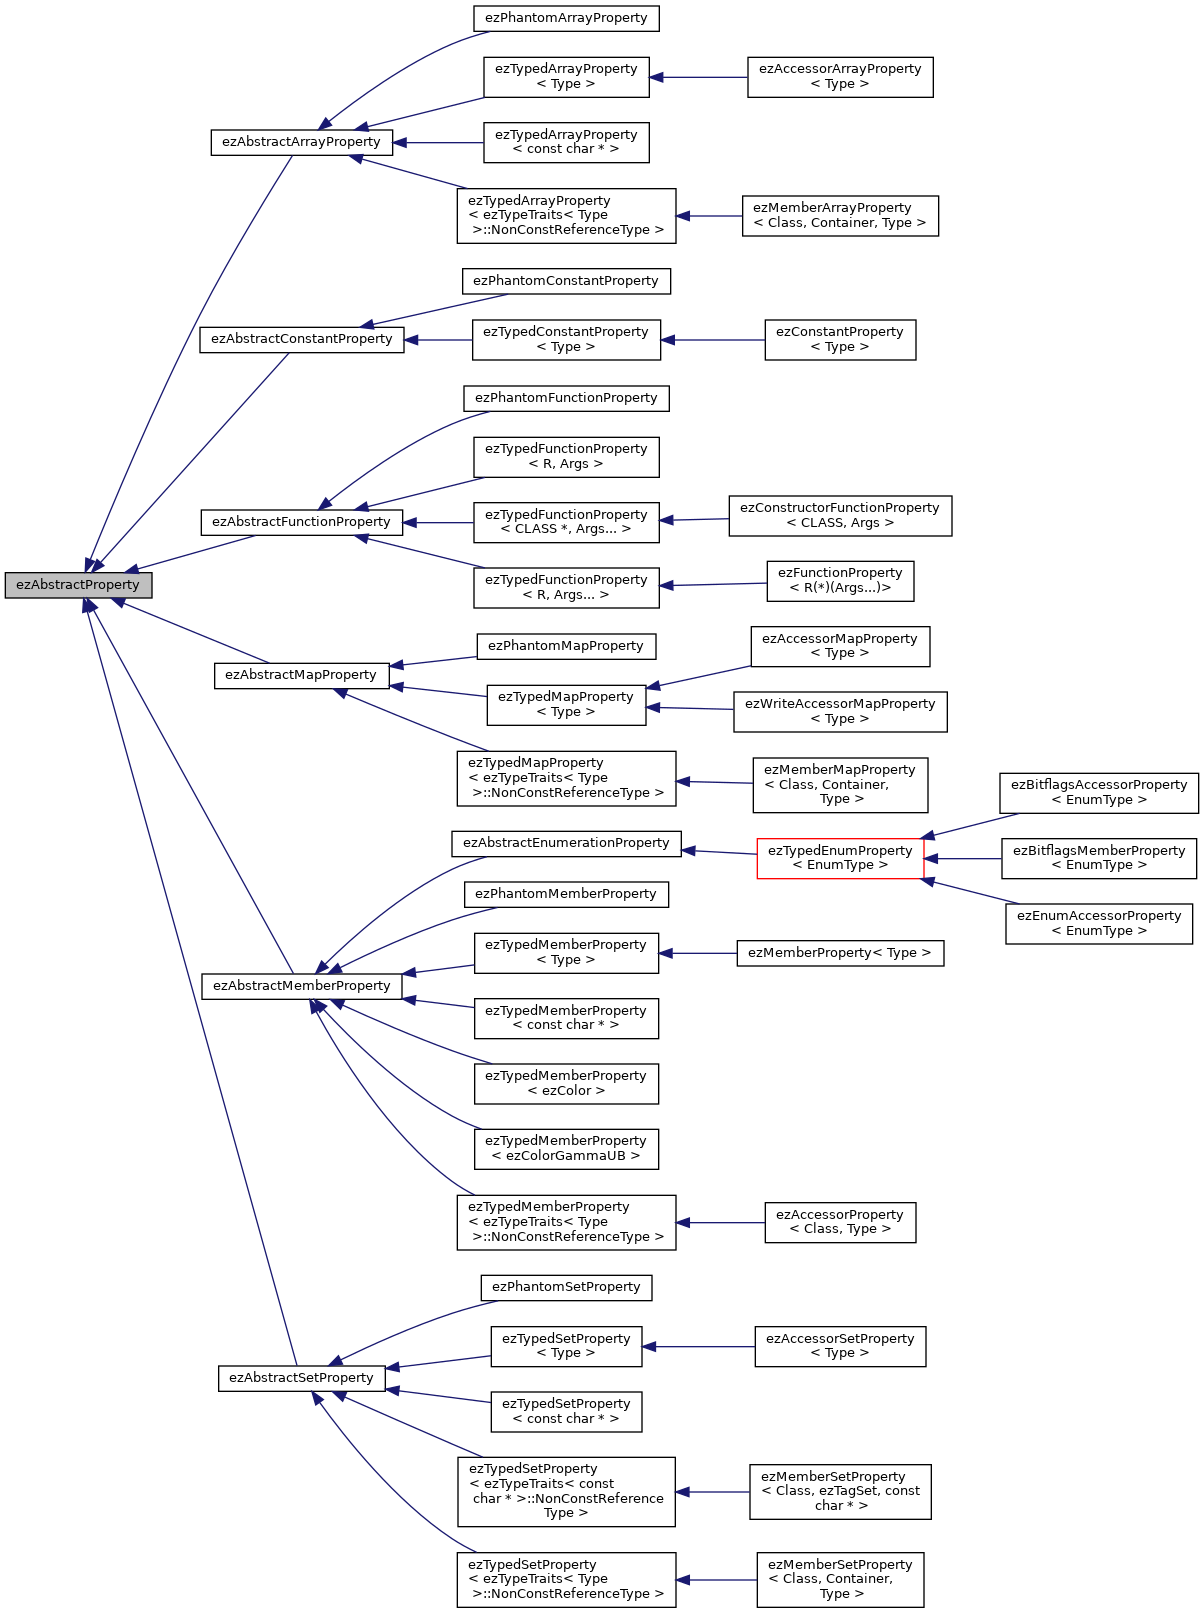 ezPhantomArrayProperty
ezTypedArrayProperty
< Type >
ezAccessorArrayProperty
< Type >
ezAbstractArrayProperty
ezTypedArrayProperty
< const char * >
ezTypedArrayProperty
< ezTypeTraits< Type
>::NonConstReferenceType >
ezMemberArrayProperty
< Class, Container, Type >
ezPhantomConstantProperty
ezAbstractConstantProperty
ezTypedConstantProperty
< Type >
ezConstantProperty
< Type >
ezPhantomFunctionProperty
ezTypedFunctionProperty
< R, Args >
ezAbstractFunctionProperty
ezTypedFunctionProperty
< CLASS *, Args... >
ezConstructorFunctionProperty
< CLASS, Args >
ezTypedFunctionProperty
< R, Args... >
ezFunctionProperty
< R(*)(Args...)>
ezAbstractProperty
ezPhantomMapProperty
ezAccessorMapProperty
< Type >
ezAbstractMapProperty
ezTypedMapProperty
< Type >
ezWriteAccessorMapProperty
< Type >
ezTypedMapProperty
< ezTypeTraits< Type
>::NonConstReferenceType >
ezMemberMapProperty
< Class, Container,
Type >
ezBitflagsAccessorProperty
< EnumType >
ezAbstractEnumerationProperty
ezTypedEnumProperty
< EnumType >
ezBitflagsMemberProperty
< EnumType >
ezPhantomMemberProperty
ezEnumAccessorProperty
< EnumType >
ezTypedMemberProperty
< Type >
ezMemberProperty< Type >
ezAbstractMemberProperty
ezTypedMemberProperty
< const char * >
ezTypedMemberProperty
< ezColor >
ezTypedMemberProperty
< ezColorGammaUB >
ezTypedMemberProperty
< ezTypeTraits< Type
>::NonConstReferenceType >
ezAccessorProperty
< Class, Type >
ezPhantomSetProperty
ezTypedSetProperty
< Type >
ezAccessorSetProperty
< Type >
ezAbstractSetProperty
ezTypedSetProperty
< const char * >
ezTypedSetProperty
< ezTypeTraits< const
char * >::NonConstReference
Type >
ezMemberSetProperty
< Class, ezTagSet, const
char * >
ezTypedSetProperty
< ezTypeTraits< Type
>::NonConstReferenceType >
ezMemberSetProperty
< Class, Container,
Type >